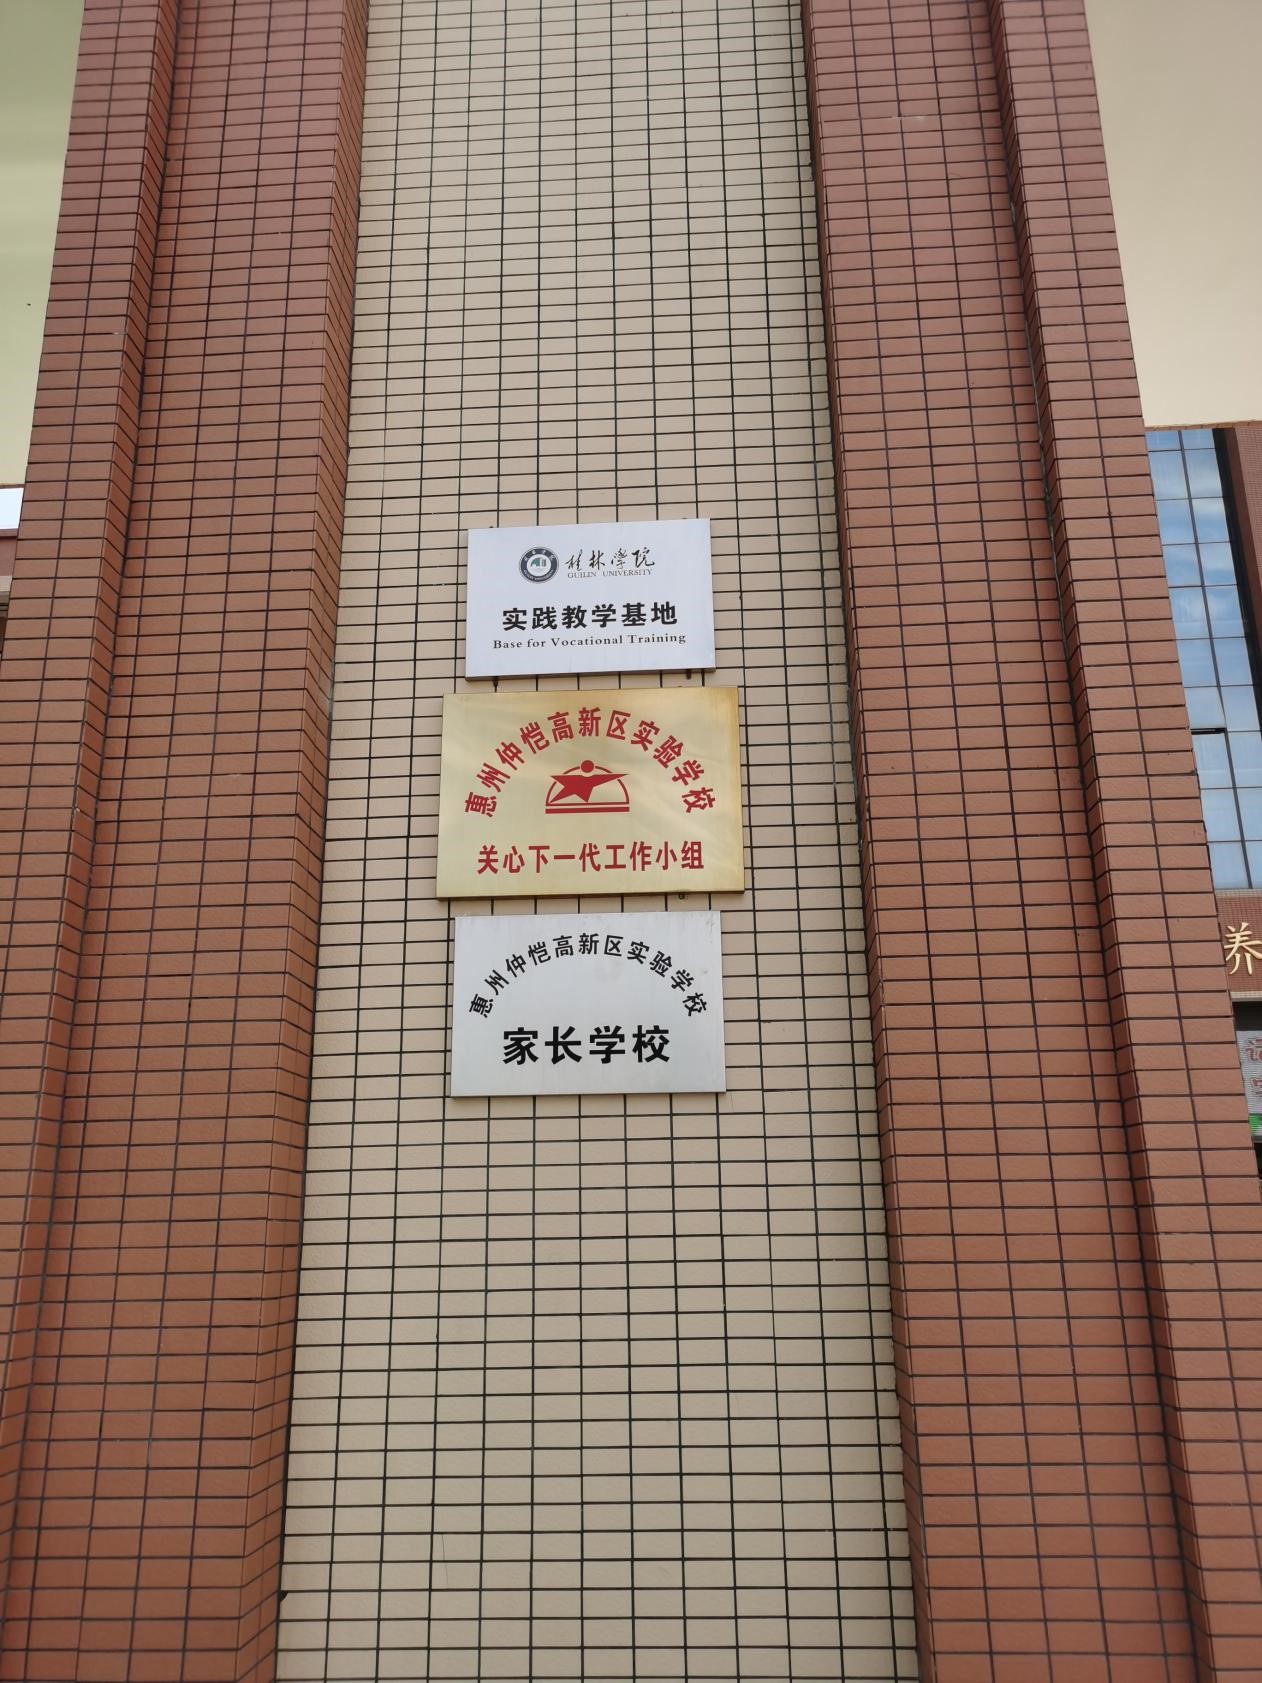 桂林学院
GUILIN UNIVERSITY
实践教学基地
Base for Vocational Training
惠州仲恺高新区实验学校
关心下一代工作小组
惠州仲恺高新区实验学校
家长学校
养